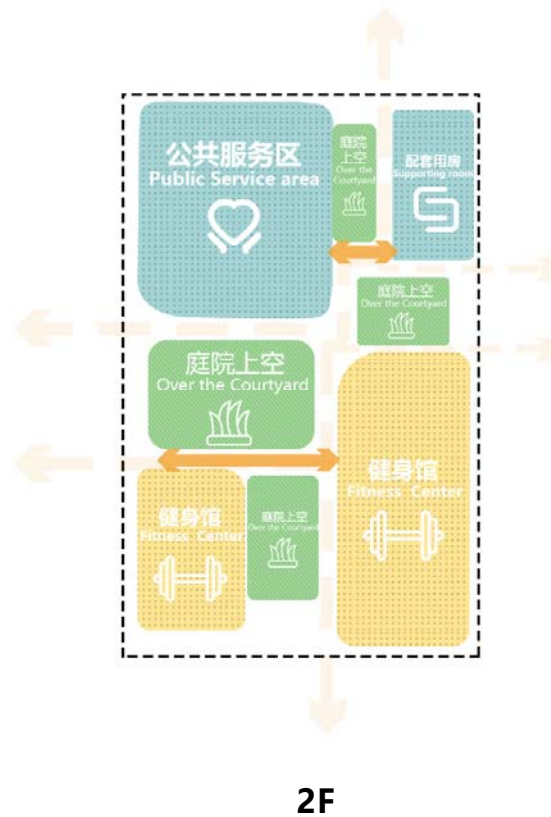 公共服务区
Public Service area
庭院
上空
Over the
Courtyard
配套用房
Supporting room
庭院上空
Over the Courtyard
庭院上空
Over the Courtyard
健身馆
Fitness Center
健身馆
Fitness Center
庭院上空
Over the Courtyard
2F